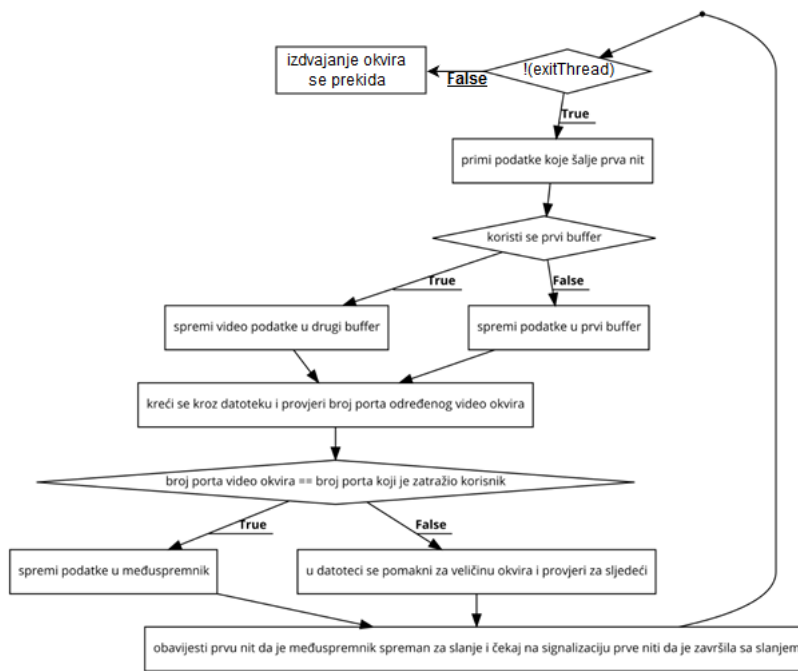 izdvajanje okvira
se prekida
False
!(exitThread)
True
primi podatke koje šalje prva nit
koristi se prvi buffer
True
False
spremi video podatke u drugi buffer
spremi podatke u prvi buffer
kreći se kroz datoteku i provjeri broj porta određenog video okvira
broj porta video okvira == broj porta koji je zatražio korisnik
True
False
spremi podatke u međuspremnik
u datoteci se pomakni za veličinu okvira i provjeri za sljedeći
obavijesti prvu nit da je međuspremnik spreman za slanje i čekaj na signalizaciju prve niti da je završila sa slanjem